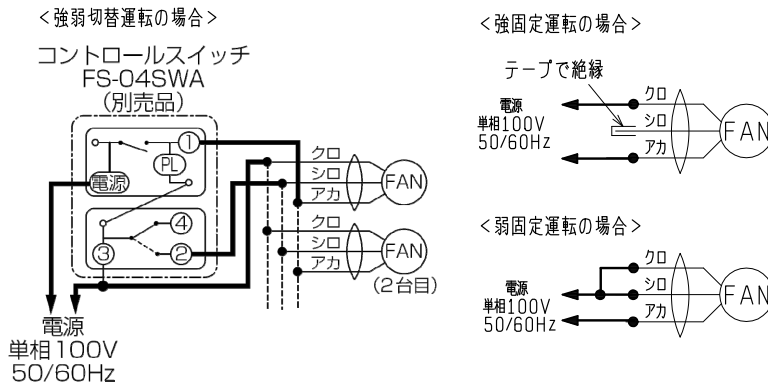 ＜強弱切替運転の場合＞
コントロールスイッチ
FS-04SWA
(別売品)
①
PL
電源
④
③
②
クロ
シロ
アカ
FAN
クロ
シロ
アカ
FAN
(2台目)
電源
単相100V
50/60Hz
＜強固定運転の場合＞
テープで絶縁
電源
単相100V
50/60Hz
クロ
シロ
アカ
FAN
＜弱固定運転の場合＞
電源
単相100V
50/60Hz
クロ
シロ
アカ
FAN